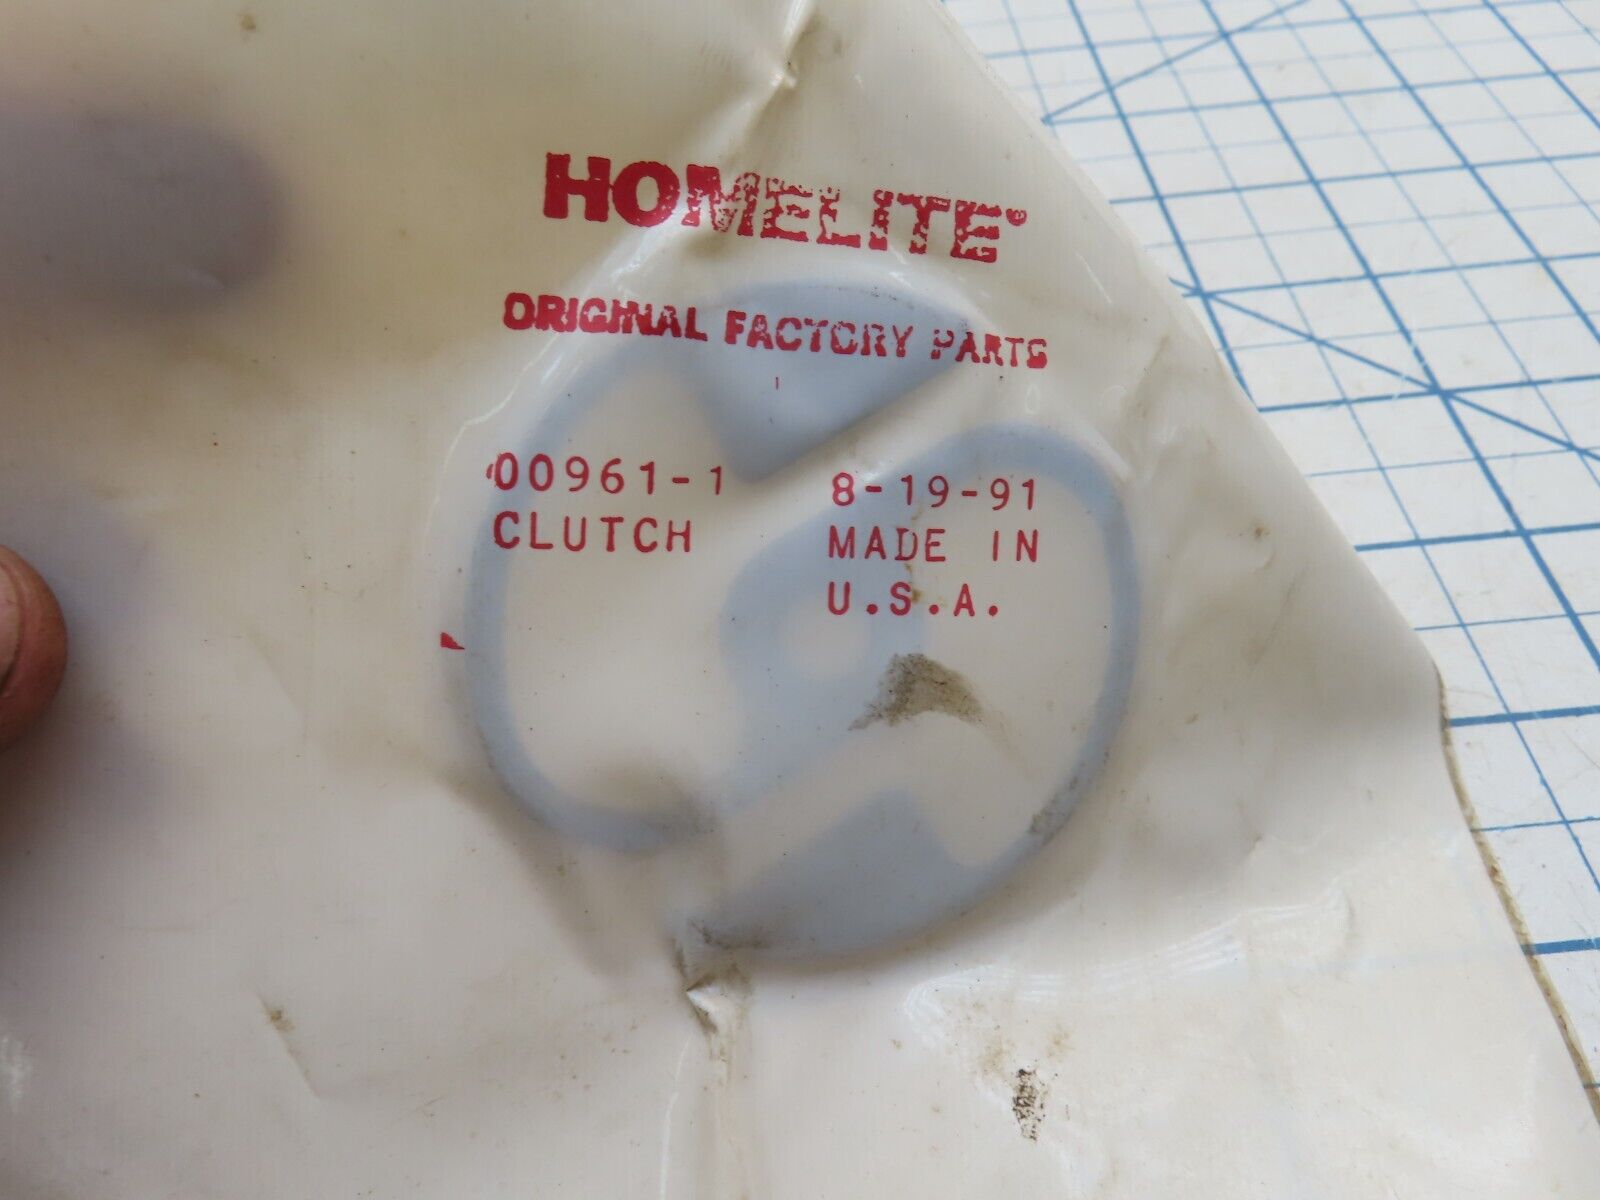 HOMELITE®
ORIGINAL FACTORY PARTS
00961-1 8-19-91
CLUTCH MADE IN
U.S.A.